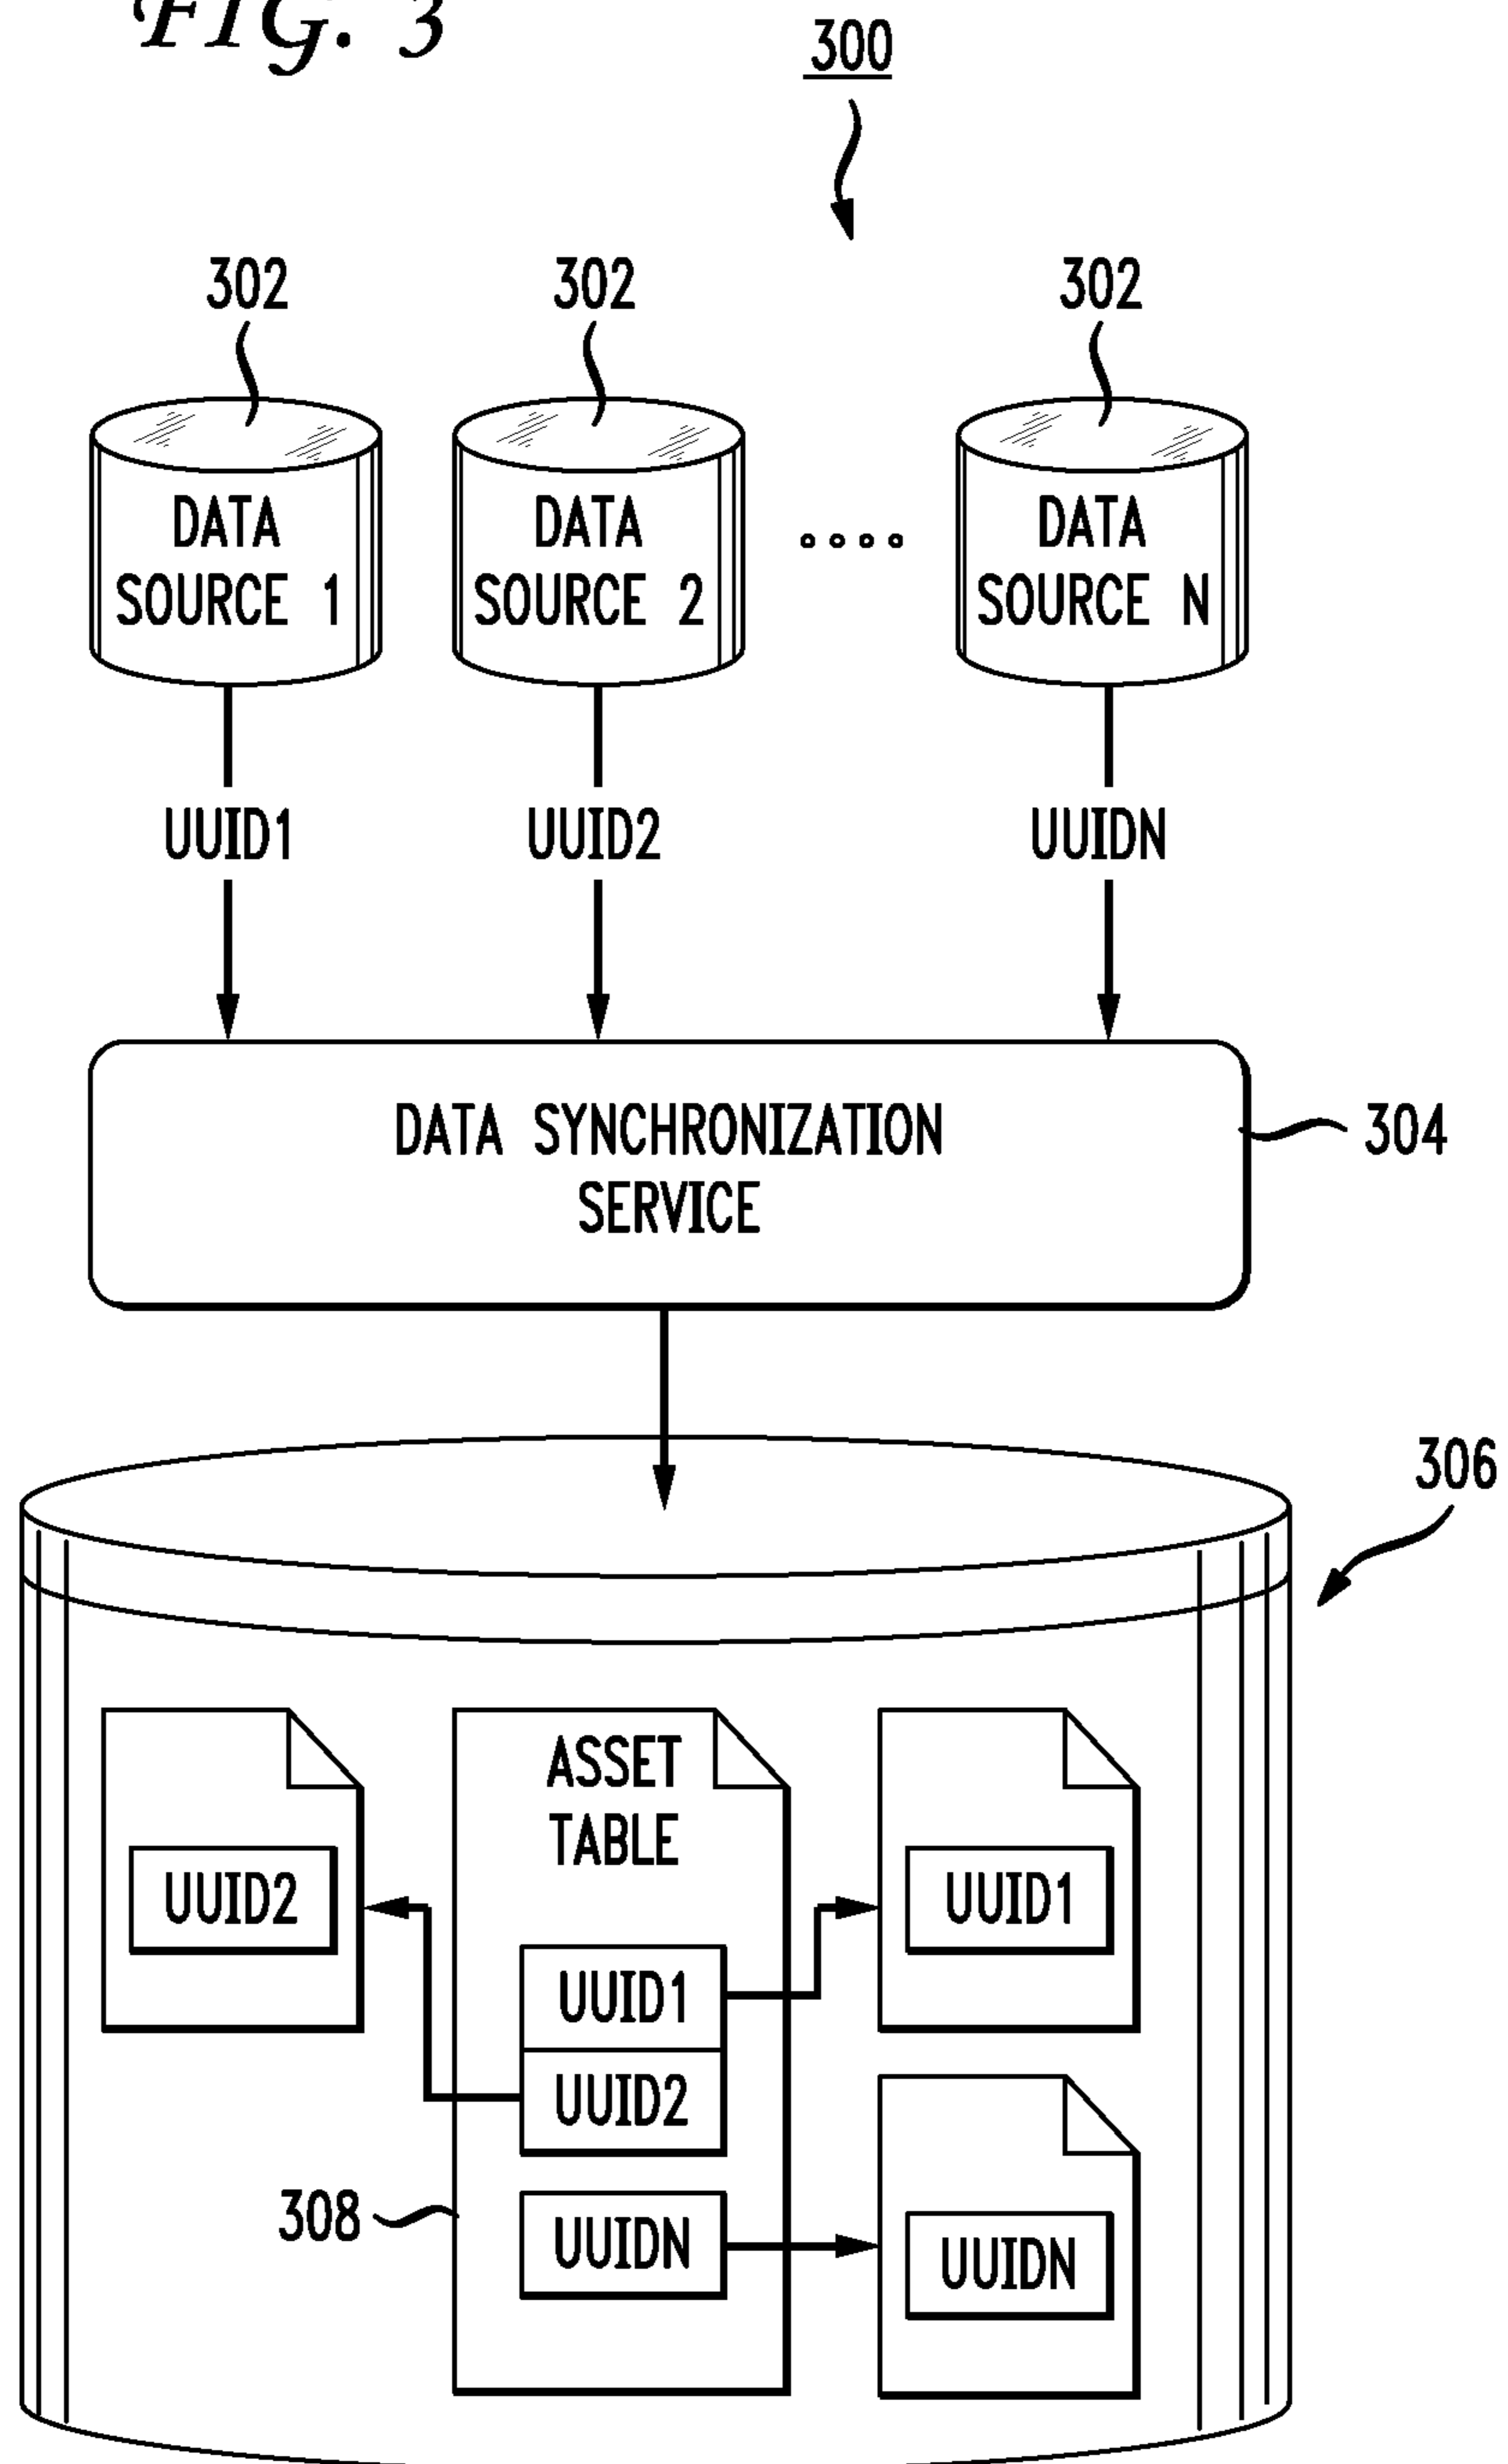 FIG. 3
300
302 302 302
DATA
SOURCE 1
DATA
SOURCE 2
DATA
SOURCE N
UUID1 UUID2 UUIDN
DATA SYNCHRONIZATION
SERVICE
304
306
ASSET
TABLE
UUID2
UUID1
UUID1
UUID2
308
UUIDN
UUIDN